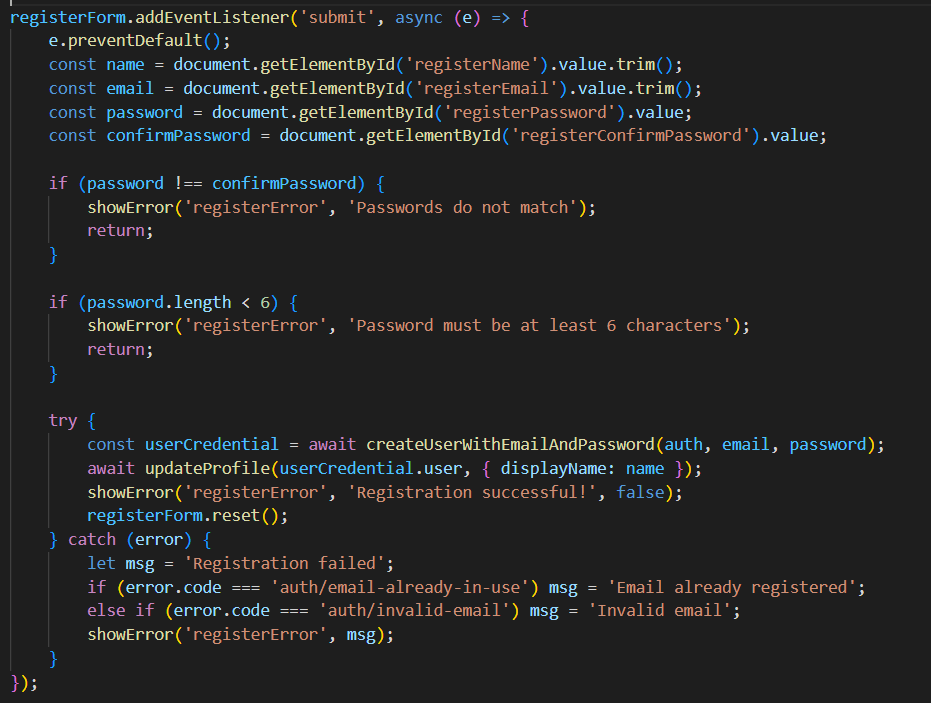 registerForm.addEventListener('submit', async (e) => {
    e.preventDefault();
    const name = document.getElementById('registerName').value.trim();
    const email = document.getElementById('registerEmail').value.trim();
    const password = document.getElementById('registerPassword').value;
    const confirmPassword = document.getElementById('registerConfirmPassword').value;

    if (password !== confirmPassword) {
        showError('registerError', 'Passwords do not match');
        return;
    }

    if (password.length < 6) {
        showError('registerError', 'Password must be at least 6 characters');
        return;
    }

    try {
        const userCredential = await createUserWithEmailAndPassword(auth, email, password);
        await updateProfile(userCredential.user, { displayName: name });
        showError('registerError', 'Registration successful!', false);
        registerForm.reset();
    } catch (error) {
        let msg = 'Registration failed';
        if (error.code === 'auth/email-already-in-use') msg = 'Email already registered';
        else if (error.code === 'auth/invalid-email') msg = 'Invalid email';
        showError('registerError', msg);
    }
});